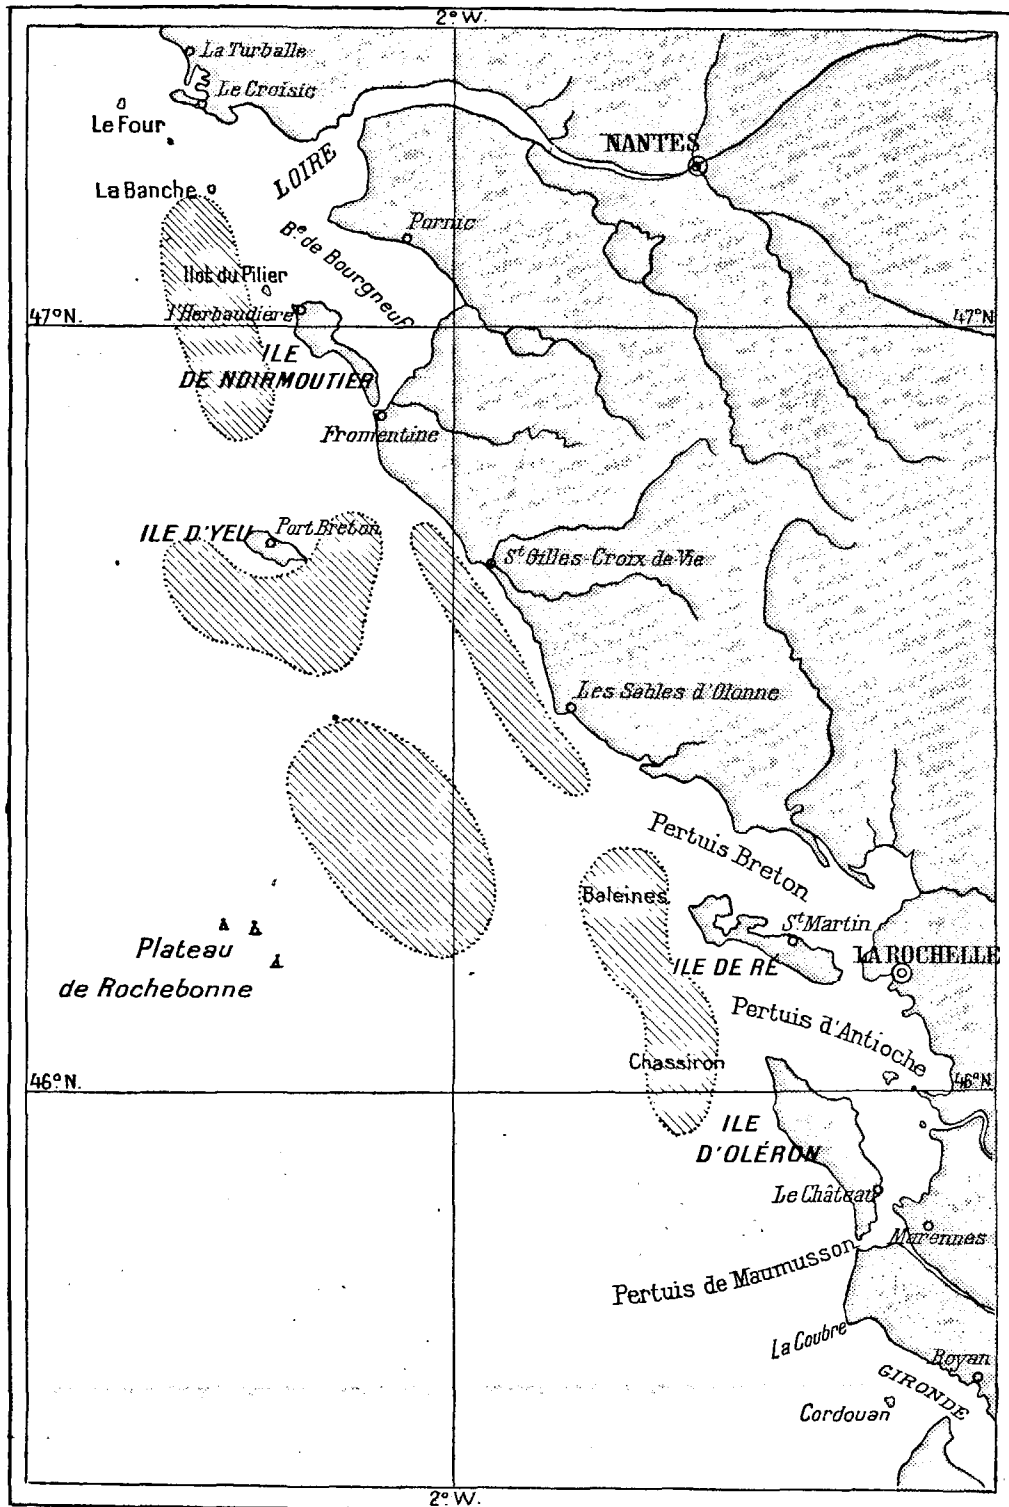 2° W.
La Turballe
Le Croisic
Le Four
NANTES
LOIRE
La Banche
Pornic
Bᵉ de Bourgneuf
Ilot du Pilier
l'Herbaudière
47° N.
47° N
ILE
DE NOIRMOUTIER
Fromentine
ILE D'YEU
Port Breton
Sᵗ Gilles-Croix de Vie
Les Sables d'Olonne
Pertuis Breton
Baleines
Sᵗ Martin
Plateau
de Rochebonne
ILE DE RÉ
LA ROCHELLE
Pertuis d'Antioche
Chassiron
46° N.
46° N
ILE
D'OLÉRON
Le Château
Marennes
Pertuis de Maumusson
La Coubre
Royan
GIRONDE
Cordouan
2° W.